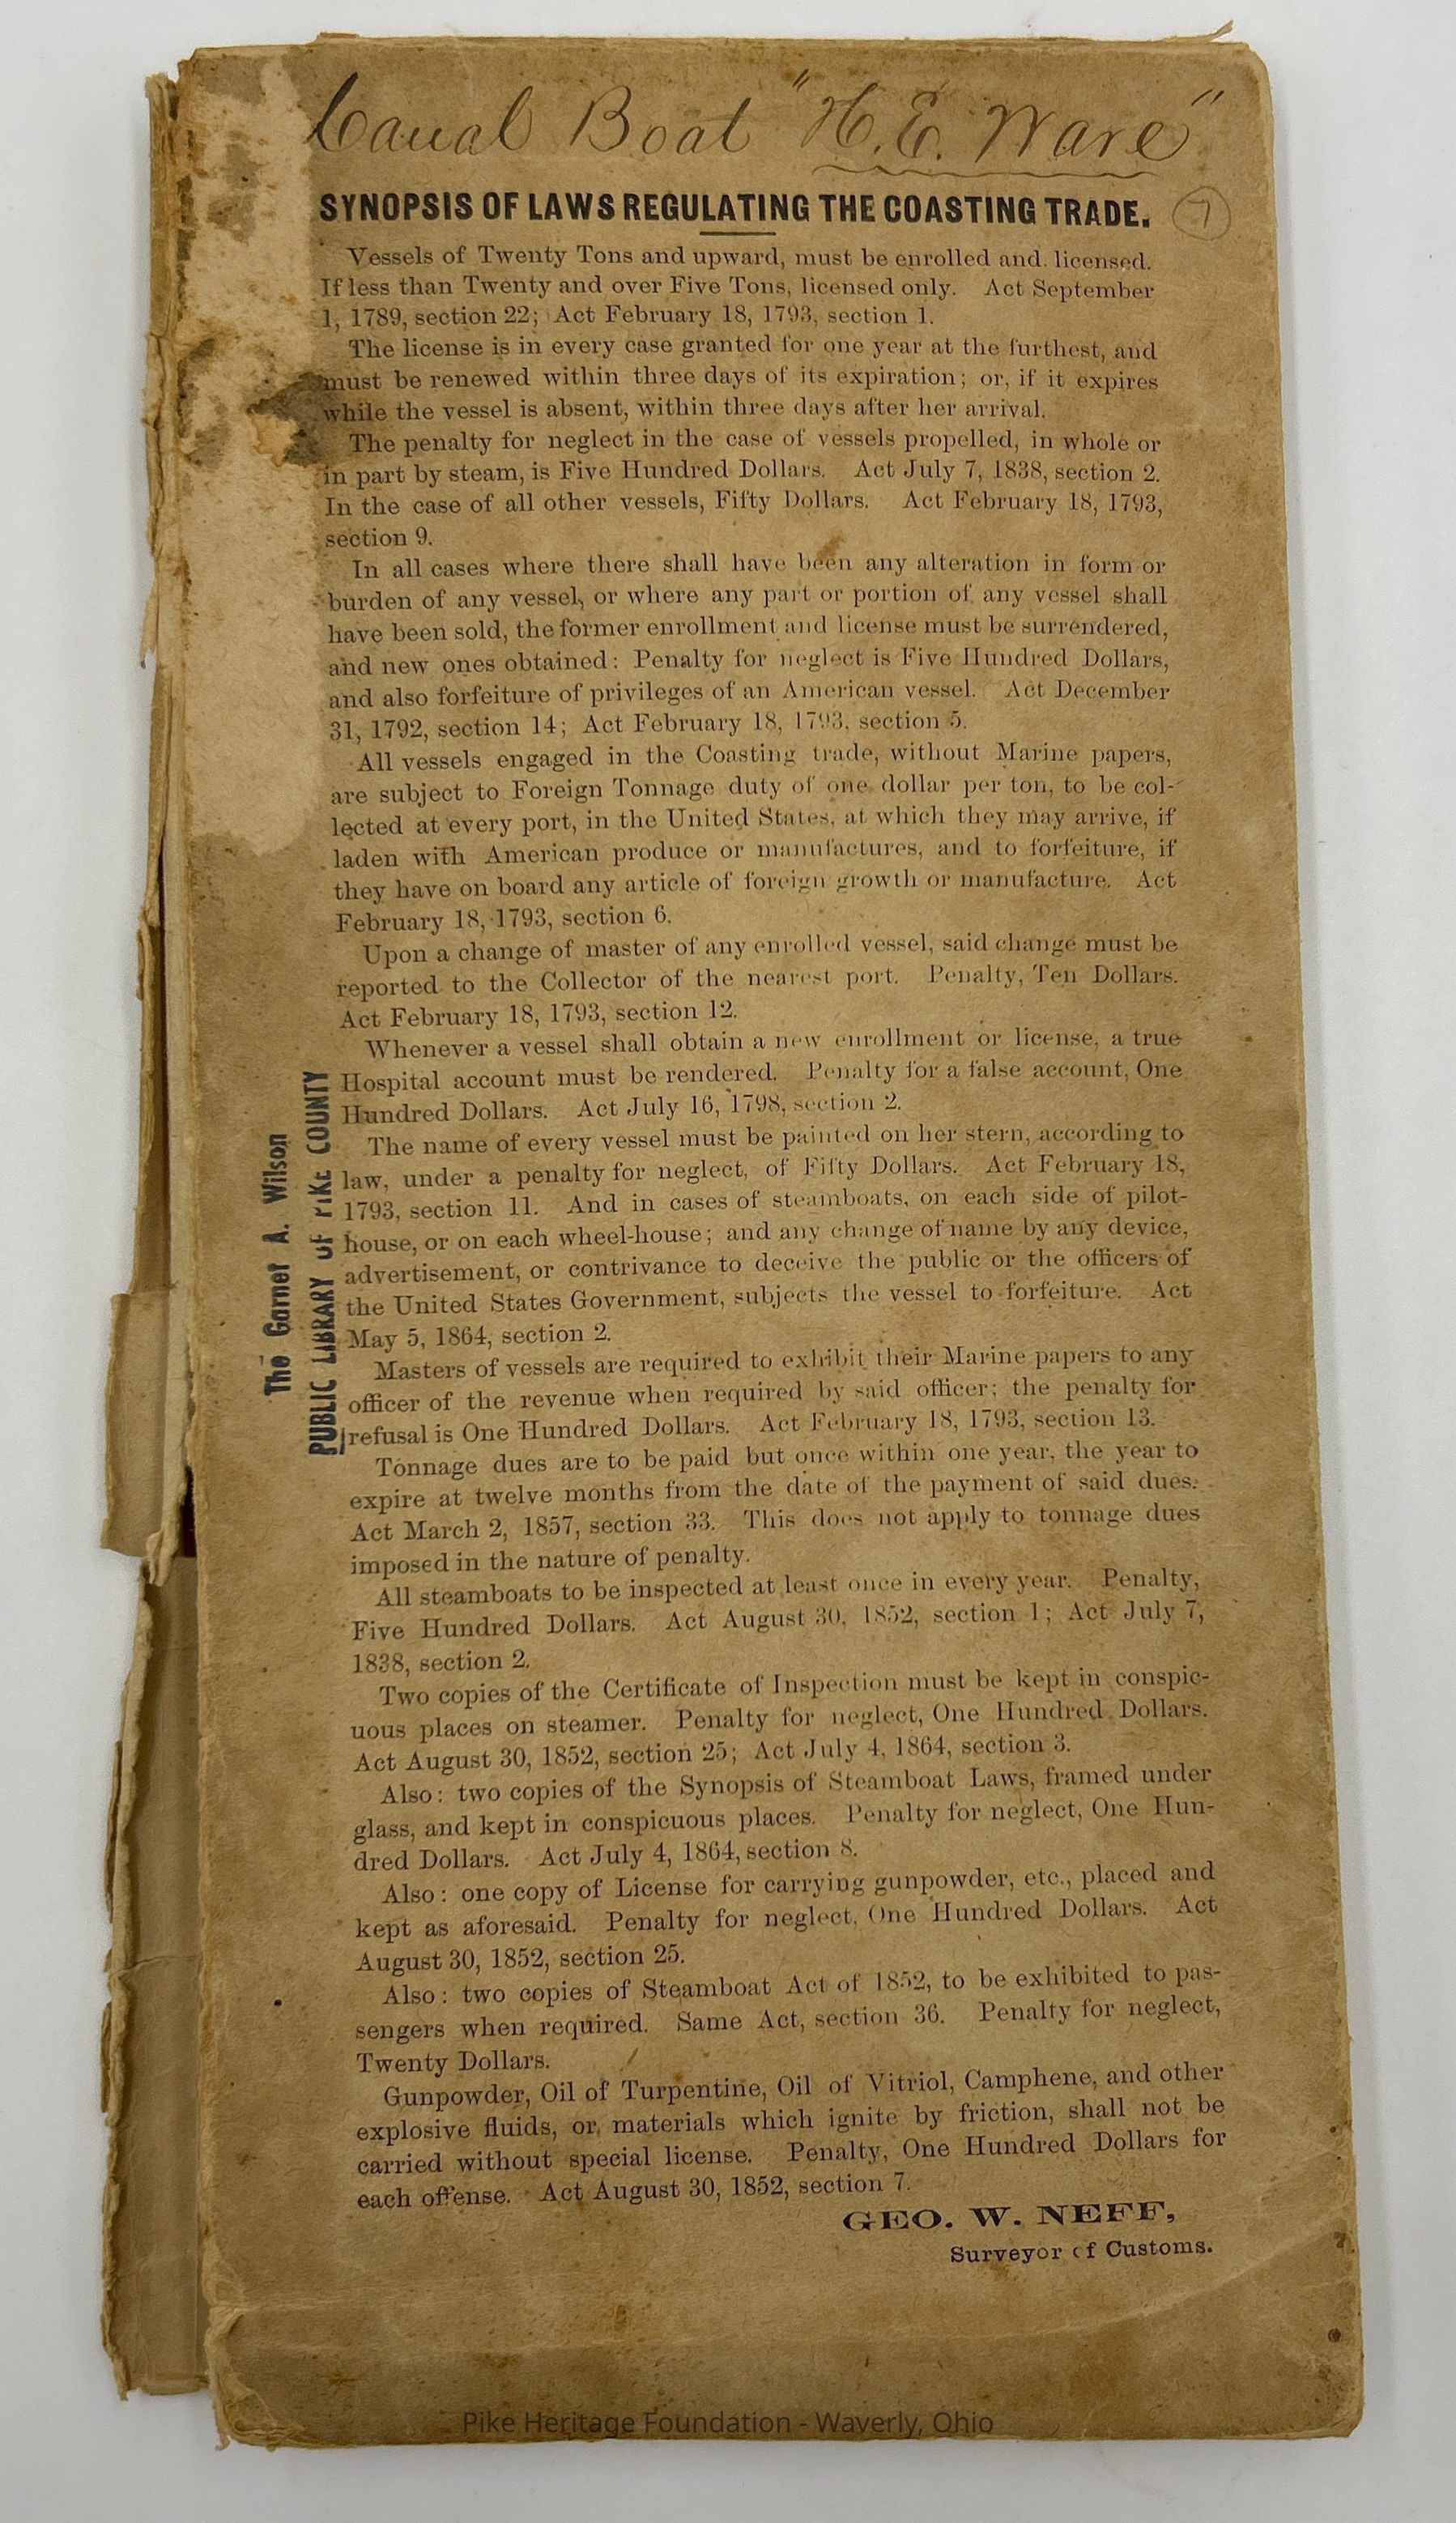 Canal Boat "H. E. Ware"
SYNOPSIS OF LAWS REGULATING THE COASTING TRADE.
7
Vessels of Twenty Tons and upward, must be enrolled and licensed.
If less than Twenty and over Five Tons, licensed only. Act September
1, 1789, section 22; Act February 18, 1793, section 1.
The license is in every case granted for one year at the furthest, and
must be renewed within three days of its expiration; or, if it expires
while the vessel is absent, within three days after her arrival.
The penalty for neglect in the case of vessels propelled, in whole or
in part by steam, is Five Hundred Dollars. Act July 7, 1838, section 2.
In the case of all other vessels, Fifty Dollars. Act February 18, 1793,
section 9.
In all cases where there shall have been any alteration in form or
burden of any vessel, or where any part or portion of any vessel shall
have been sold, the former enrollment and license must be surrendered,
and new ones obtained: Penalty for neglect is Five Hundred Dollars,
and also forfeiture of privileges of an American vessel. Act December
31, 1792, section 14; Act February 18, 1793, section 5.
All vessels engaged in the Coasting trade, without Marine papers,
are subject to Foreign Tonnage duty of one dollar per ton, to be col-
lected at every port, in the United States, at which they may arrive, if
laden with American produce or manufactures, and to forfeiture, if
they have on board any article of foreign growth or manufacture. Act
February 18, 1793, section 6.
Upon a change of master of any enrolled vessel, said change must be
reported to the Collector of the nearest port. Penalty, Ten Dollars.
Act February 18, 1793, section 12.
Whenever a vessel shall obtain a new enrollment or license, a true
Hospital account must be rendered. Penalty for a false account, One
Hundred Dollars. Act July 16, 1798, section 2.
The name of every vessel must be painted on her stern, according to
law, under a penalty for neglect, of Fifty Dollars. Act February 18,
1793, section 11. And in cases of steamboats, on each side of pilot-
house, or on each wheel-house; and any change of name by any device,
advertisement, or contrivance to deceive the public or the officers of
the United States Government, subjects the vessel to forfeiture. Act
May 5, 1864, section 2.
Masters of vessels are required to exhibit their Marine papers to any
officer of the revenue when required by said officer; the penalty for
refusal is One Hundred Dollars. Act February 18, 1793, section 13.
Tonnage dues are to be paid but once within one year, the year to
expire at twelve months from the date of the payment of said dues.
Act March 2, 1857, section 33. This does not apply to tonnage dues
imposed in the nature of penalty.
All steamboats to be inspected at least once in every year. Penalty,
Five Hundred Dollars. Act August 30, 1852, section 1; Act July 7,
1838, section 2.
Two copies of the Certificate of Inspection must be kept in conspic-
uous places on steamer. Penalty for neglect, One Hundred Dollars.
Act August 30, 1852, section 25; Act July 4, 1864, section 3.
Also: two copies of the Synopsis of Steamboat Laws, framed under
glass, and kept in conspicuous places. Penalty for neglect, One Hun-
dred Dollars. Act July 4, 1864, section 8.
Also: one copy of License for carrying gunpowder, etc., placed and
kept as aforesaid. Penalty for neglect, One Hundred Dollars. Act
August 30, 1852, section 25.
Also: two copies of Steamboat Act of 1852, to be exhibited to pas-
sengers when required. Same Act, section 36. Penalty for neglect,
Twenty Dollars.
Gunpowder, Oil of Turpentine, Oil of Vitriol, Camphene, and other
explosive fluids, or materials which ignite by friction, shall not be
carried without special license. Penalty, One Hundred Dollars for
each offense. Act August 30, 1852, section 7.
GEO. W. NEFF,
Surveyor of Customs.
The Garnet A. Wilson
PUBLIC LIBRARY OF PIKE COUNTY
Pike Heritage Foundation - Waverly, Ohio